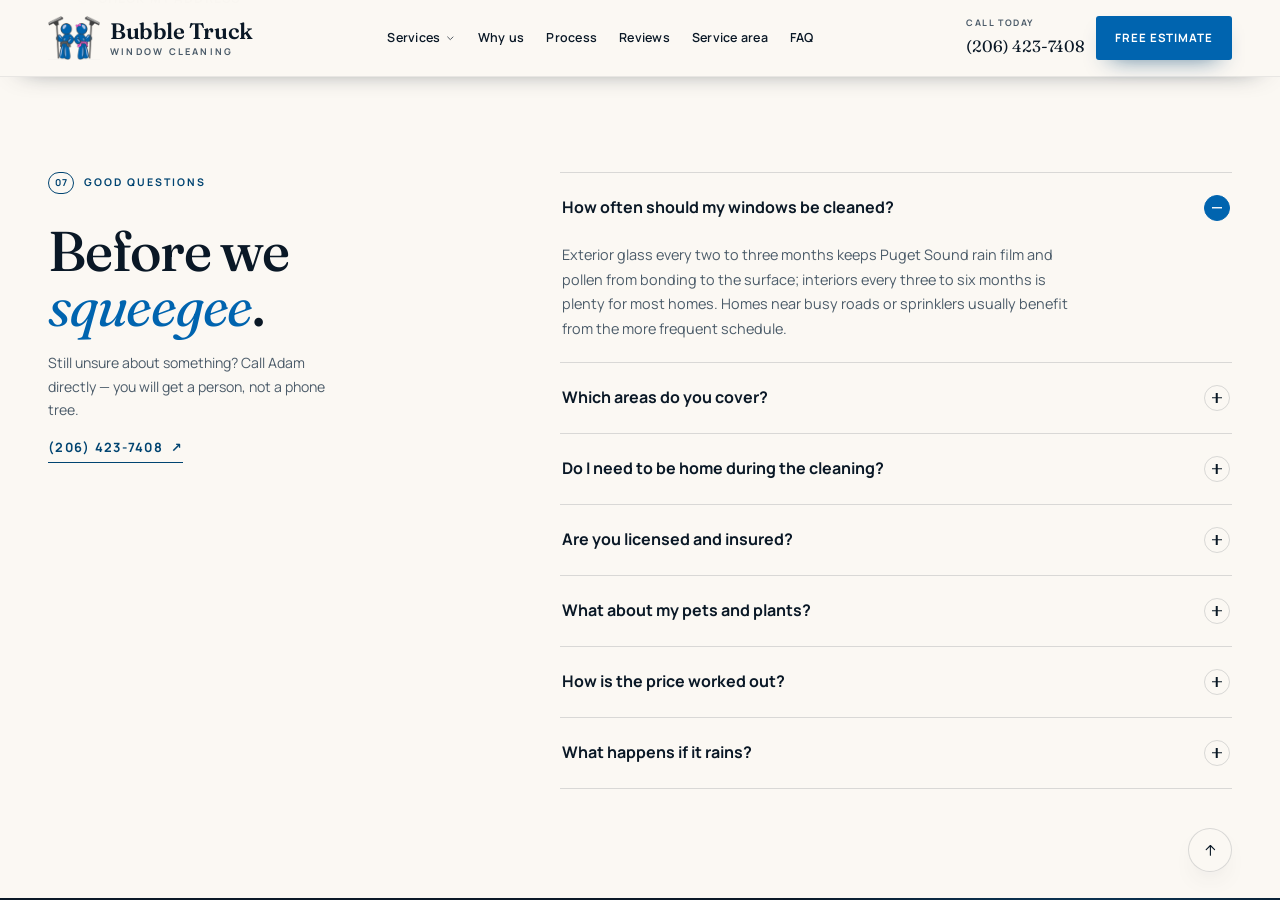 Bubble Truck
WINDOW CLEANING
Services
Why us
Process
Reviews
Service area
FAQ
CALL TODAY
(206) 423-7408
FREE ESTIMATE
07 GOOD QUESTIONS
Before we
squeegee.
Still unsure about something? Call Adam
directly — you will get a person, not a phone
tree.
(206) 423-7408 ↗
How often should my windows be cleaned?
Exterior glass every two to three months keeps Puget Sound rain film and
pollen from bonding to the surface; interiors every three to six months is
plenty for most homes. Homes near busy roads or sprinklers usually benefit
from the more frequent schedule.
Which areas do you cover?
Do I need to be home during the cleaning?
Are you licensed and insured?
What about my pets and plants?
How is the price worked out?
What happens if it rains?